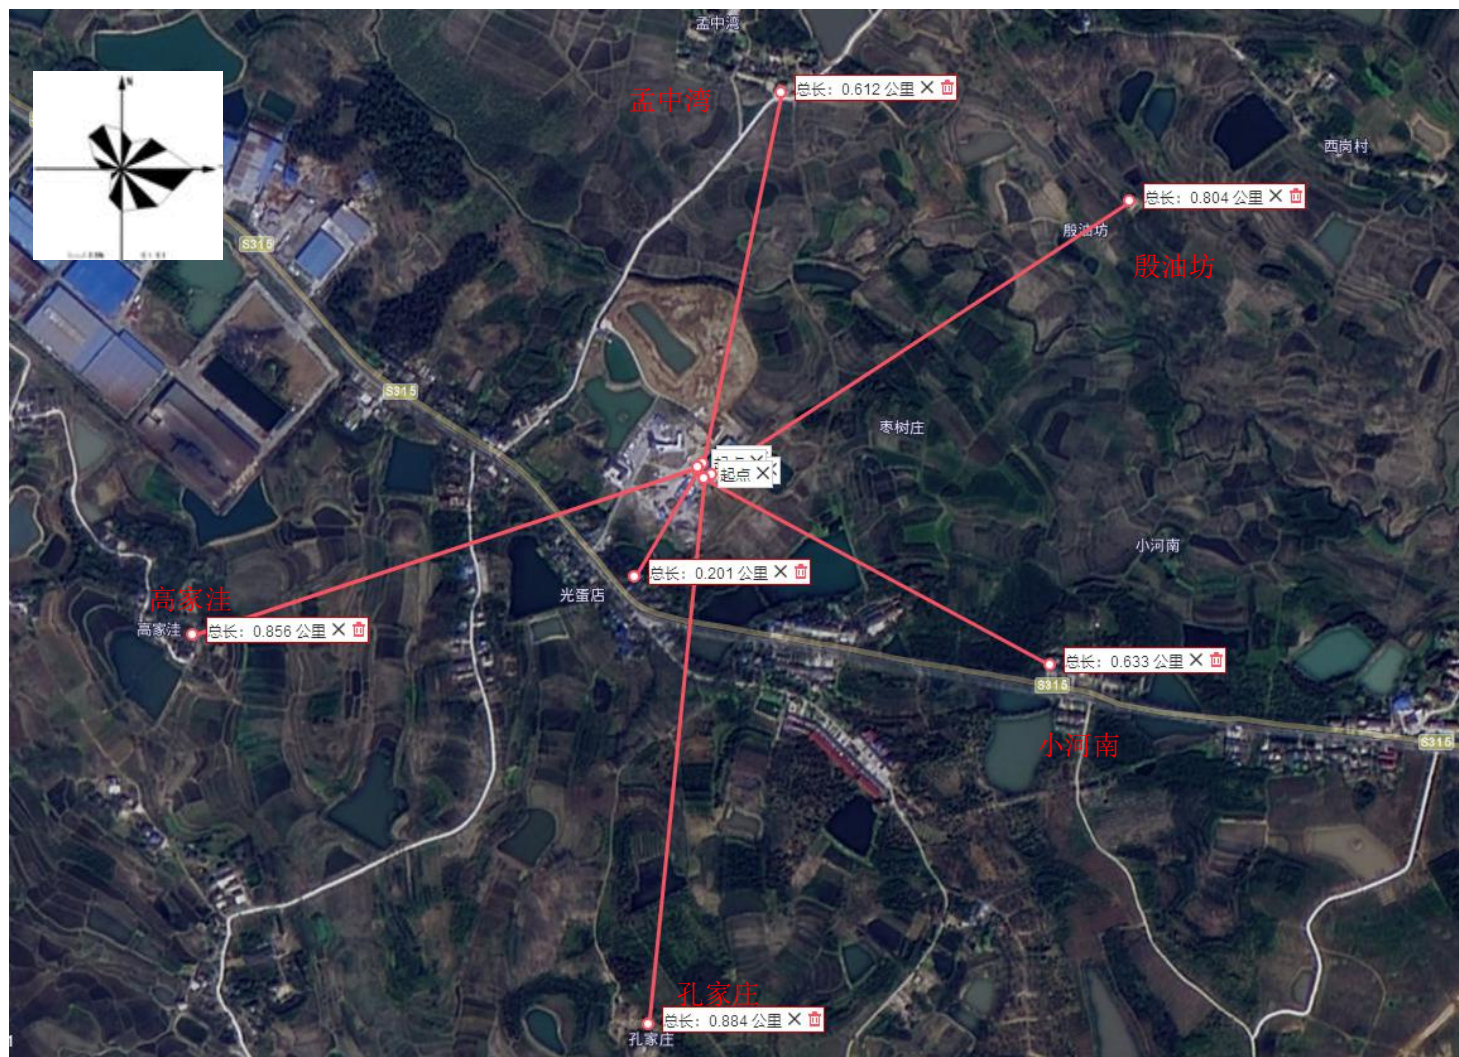 孟中湾
总长：0.612 公里
孟中湾
N
西岗村
总长：0.804 公里
殷油坊
殷油坊
S315
S315
枣树庄
起点
小河南
总长：0.201 公里
光蛋店
高家洼
高家洼
总长：0.856 公里
总长：0.633 公里
S315
小河南
S315
孔家庄
总长：0.884 公里
孔家庄